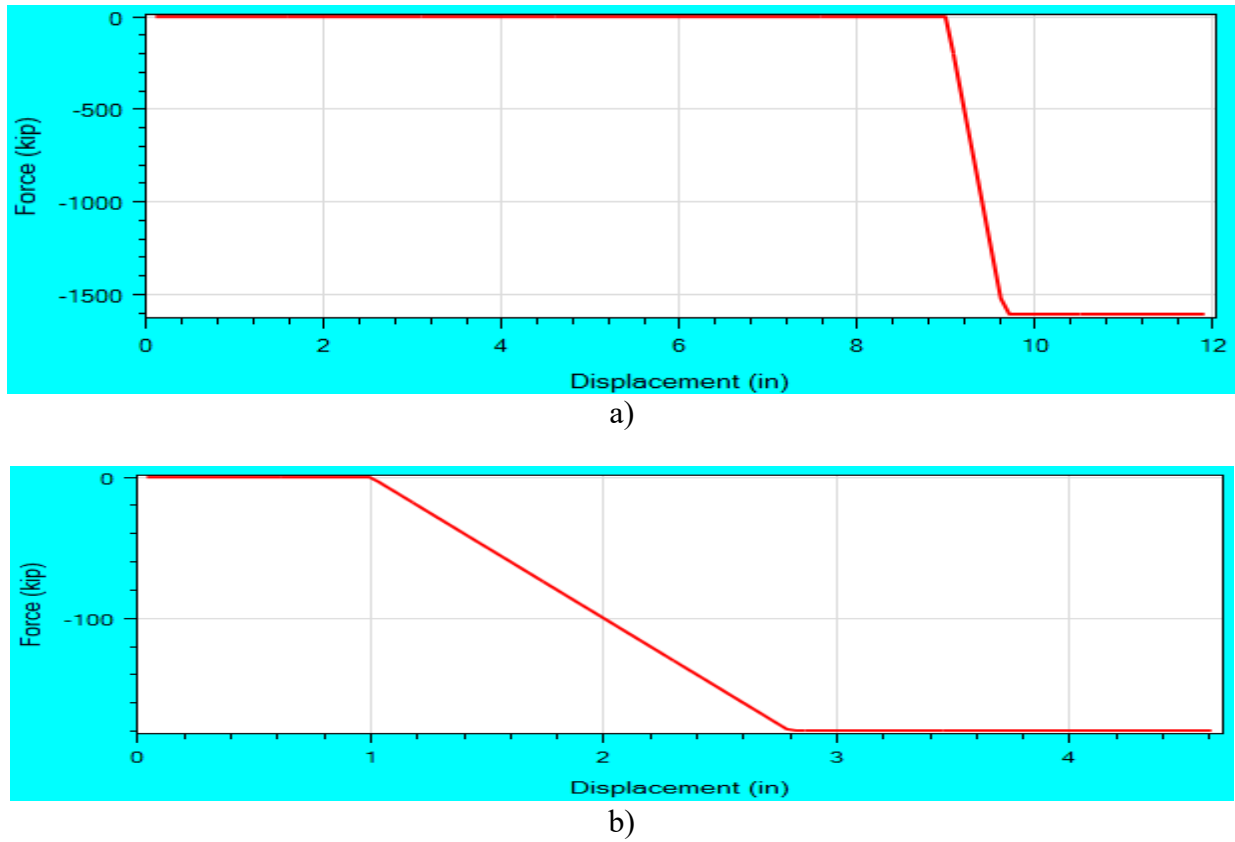 0
-500
-1000
-1500
Force (kip)
0 2 4 6 8 10 12
Displacement (in)
a)
0
-100
Force (kip)
0 1 2 3 4
Displacement (in)
b)